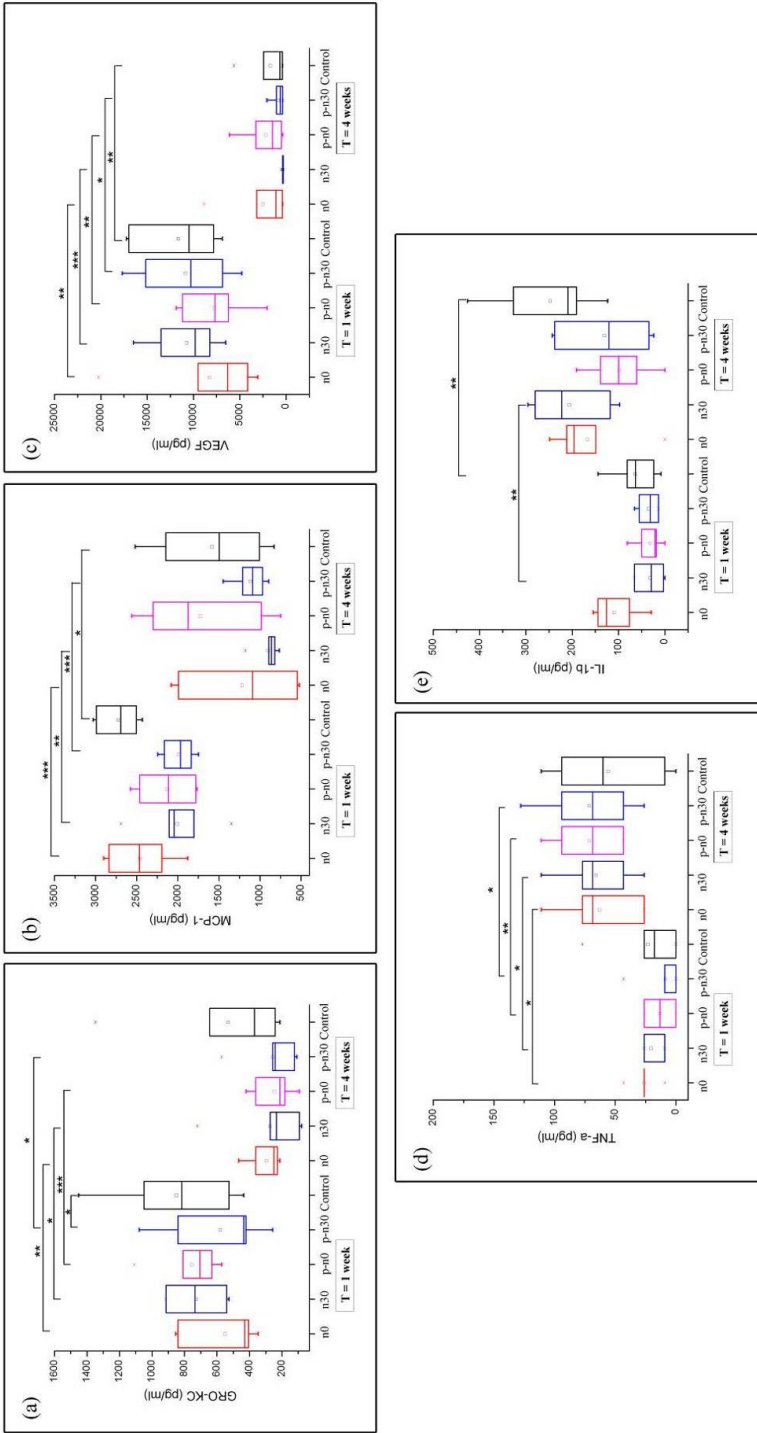 (a)
**
*
*
***
*
1600
1400
1200
1000
800
600
400
200
GRO-KC (pg/ml)
n0 n30 p-n0 p-n30 Control n0 n30 p-n0 p-n30 Control
T = 1 week T = 4 weeks
(b)
***
**
***
*
3500
3000
2500
2000
1500
1000
500
MCP-1 (pg/ml)
n0 n30 p-n0 p-n30 Control n0 n30 p-n0 p-n30 Control
T = 1 week T = 4 weeks
(c)
**
***
**
*
**
25000
20000
15000
10000
5000
0
VEGF (pg/ml)
n0 n30 p-n0 p-n30 Control n0 n30 p-n0 p-n30 Control
T = 1 week T = 4 weeks
(d)
*
**
*
*
200
150
100
50
0
TNF-a (pg/ml)
n0 n30 p-n0 p-n30 Control n0 n30 p-n0 p-n30 Control
T = 1 week T = 4 weeks
(e)
**
**
500
400
300
200
100
0
IL-1b (pg/ml)
n0 n30 p-n0 p-n30 Control n0 n30 p-n0 p-n30 Control
T = 1 week T = 4 weeks